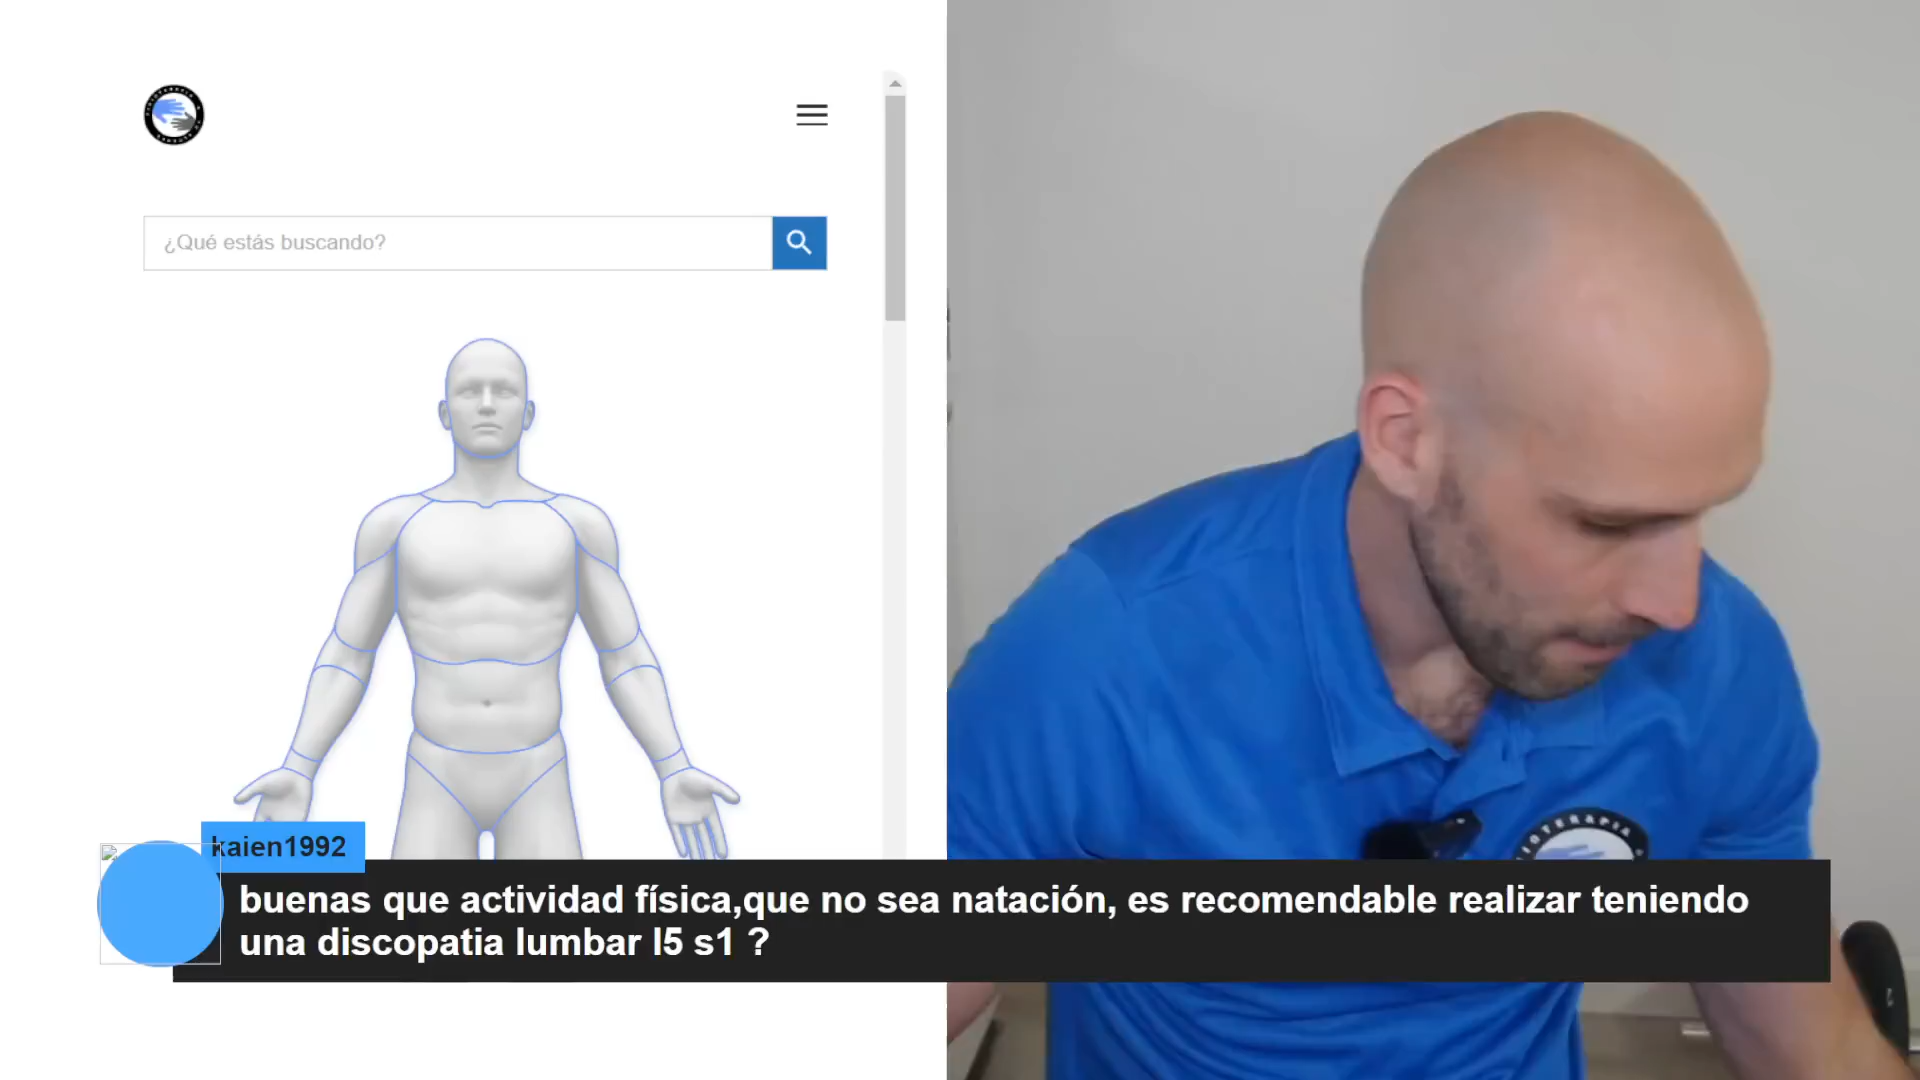 ¿Qué estás buscando?
kaien1992
buenas que actividad física,que no sea natación, es recomendable realizar teniendo
una discopatia lumbar l5 s1 ?